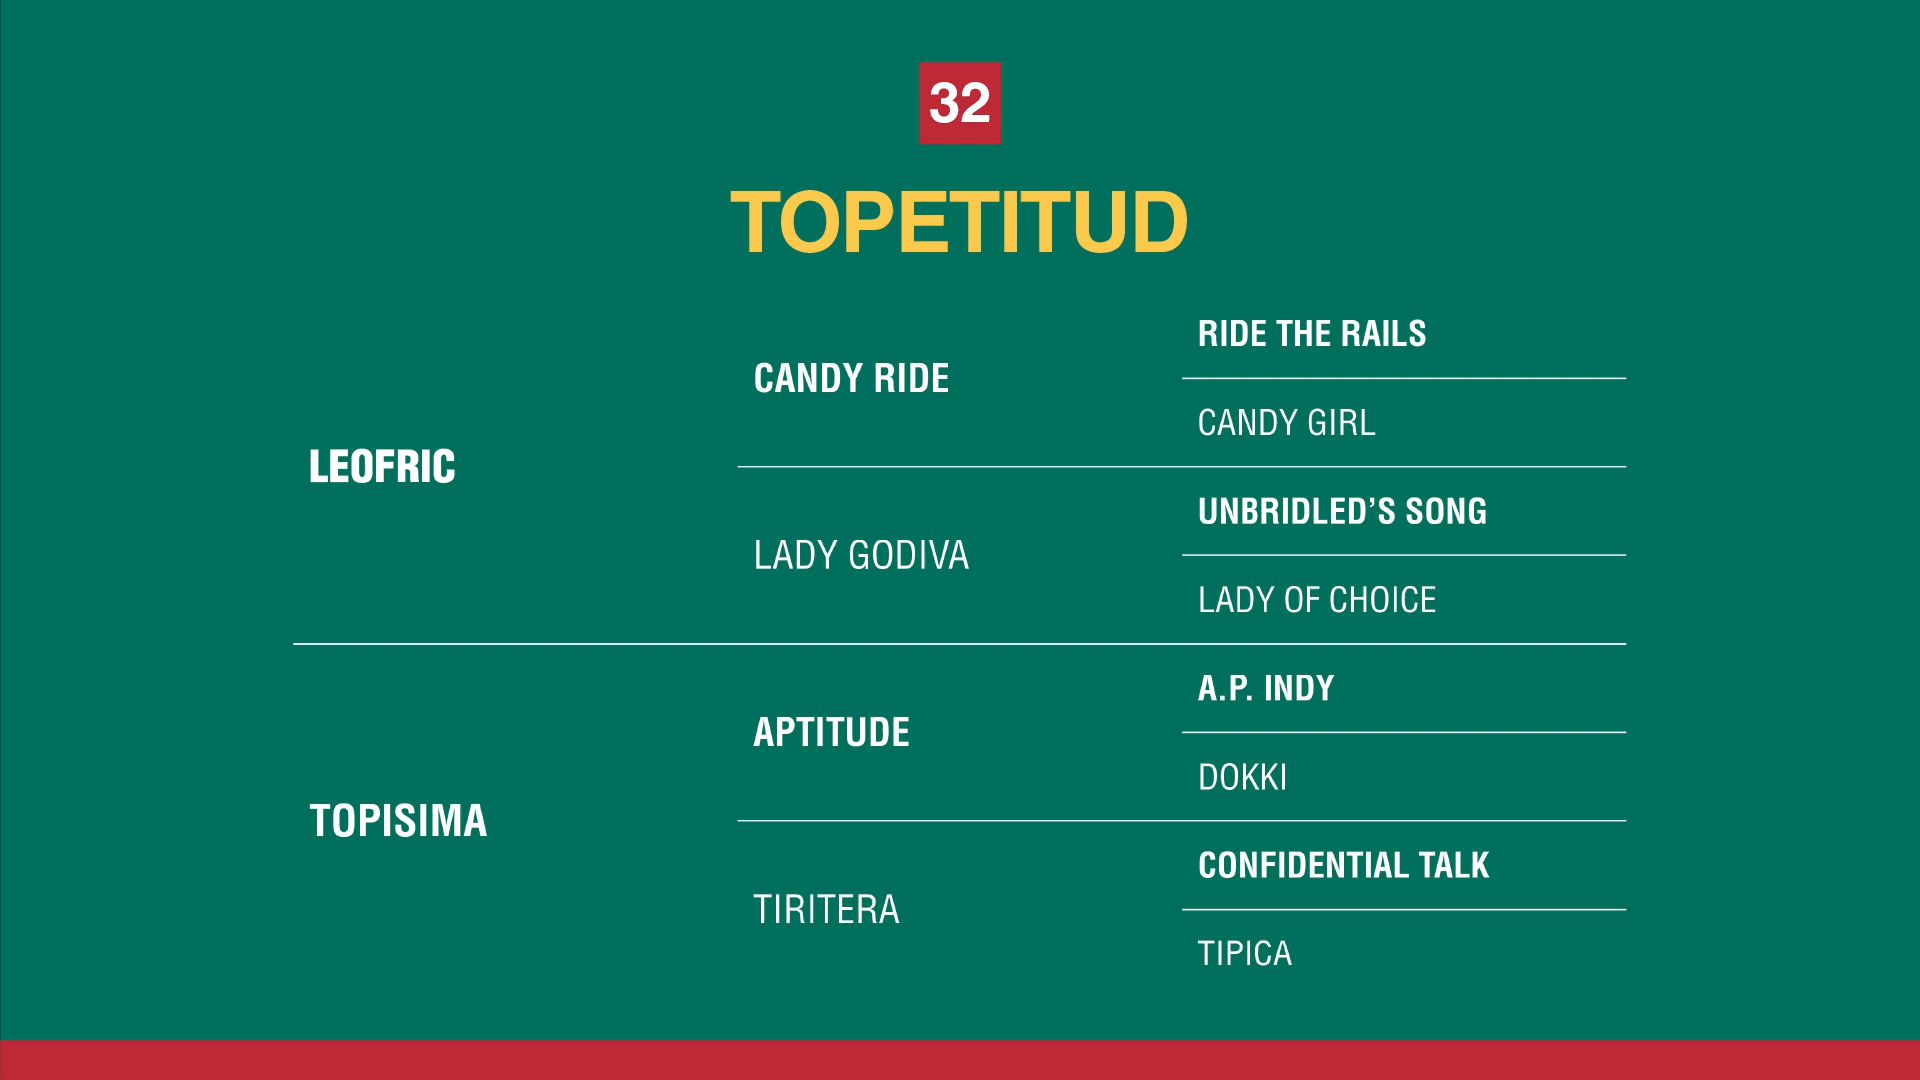 32
TOPETITUD
LEOFRIC
CANDY RIDE
RIDE THE RAILS
CANDY GIRL
LADY GODIVA
UNBRIDLED’S SONG
LADY OF CHOICE
TOPISIMA
APTITUDE
A.P. INDY
DOKKI
TIRITERA
CONFIDENTIAL TALK
TIPICA